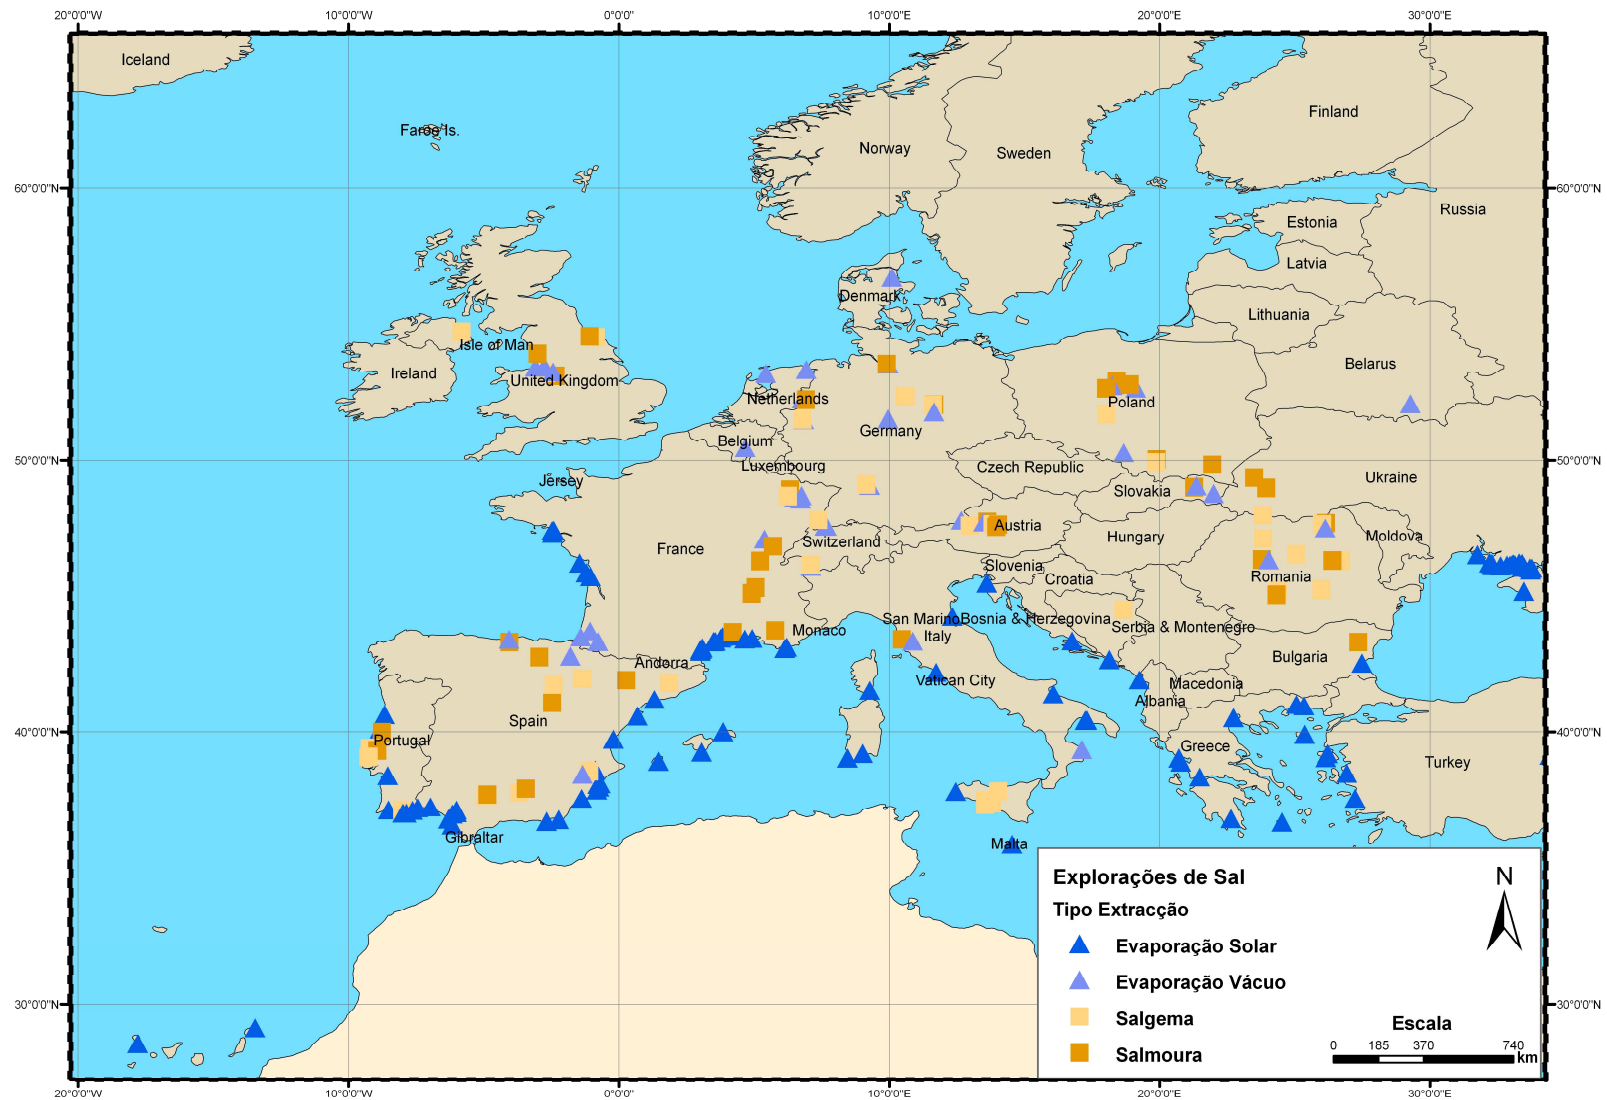 20°0'0"W 10°0'0"W 0°0'0" 10°0'0"E 20°0'0"E 30°0'0"E
Iceland
Finland
Faroe Is.
Norway
Sweden
60°0'0"N 60°0'0"N
Russia
Estonia
Latvia
Denmark
Lithuania
Isle of Man
Belarus
Ireland
United Kingdom
Netherlands
Poland
Germany
Belgium
50°0'0"N 50°0'0"N
Luxembourg
Czech Republic
Jersey
Ukraine
Slovakia
Austria
Switzerland
Hungary
Moldova
France
Slovenia
Croatia
Romania
San Marino
Bosnia & Herzegovina
Monaco
Serbia & Montenegro
Italy
Andorra
Bulgaria
Vatican City
Macedonia
Albania
Spain
40°0'0"N 40°0'0"N
Portugal
Greece
Turkey
Gibraltar
Malta
Explorações de Sal
N
Tipo Extracção
Evaporação Solar
Evaporação Vácuo
30°0'0"N 30°0'0"N
Salgema
Escala
0 185 370 740
km
Salmoura
20°0'0"W 10°0'0"W 0°0'0" 10°0'0"E 20°0'0"E 30°0'0"E